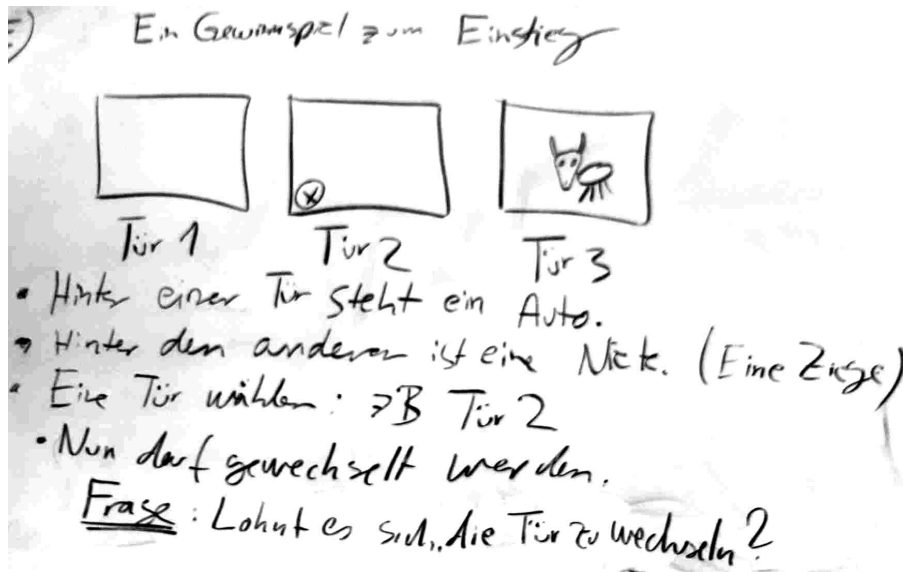 Ein Gewinnspiel zum Einstieg
Tür 1 Tür 2 Tür 3
• Hinter einer Tür steht ein Auto.
• Hinter den anderen ist eine Niete. (Eine Ziege)
• Eine Tür wählen: zB Tür 2
• Nun darf gewechselt werden.
Frage: Lohnt es sich, die Tür zu wechseln?